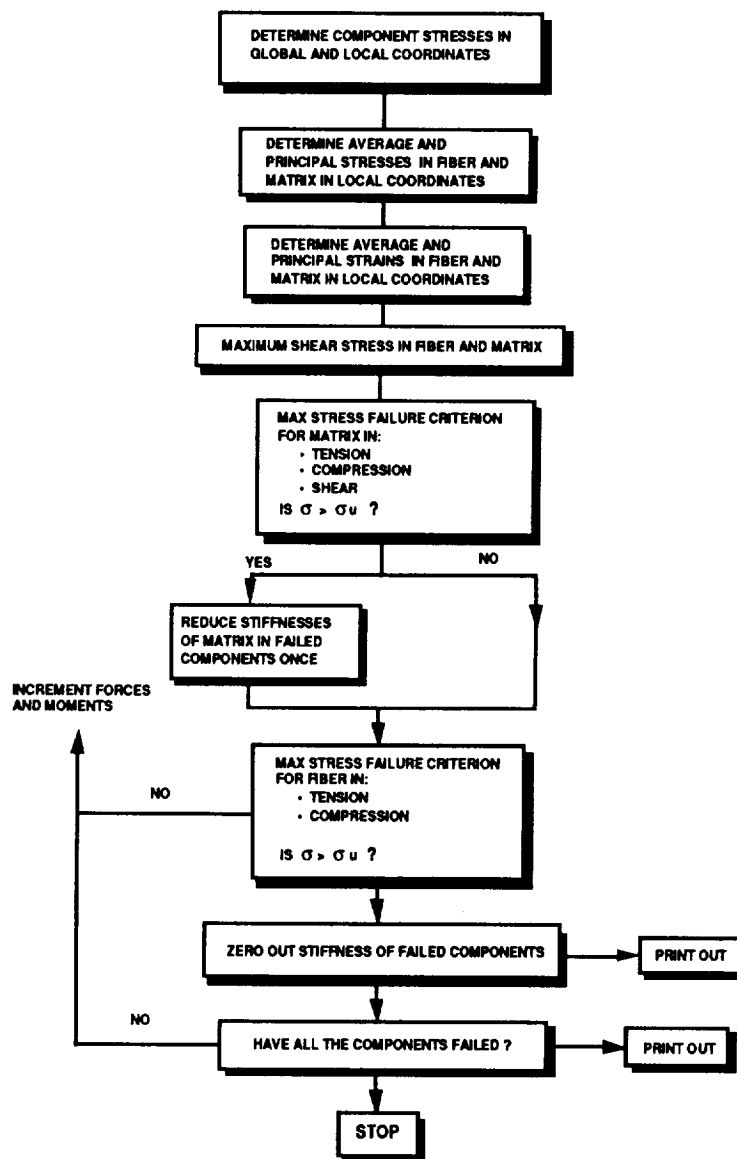 DETERMINE COMPONENT STRESSES IN
GLOBAL AND LOCAL COORDINATES
DETERMINE AVERAGE AND
PRINCIPAL STRESSES IN FIBER AND
MATRIX IN LOCAL COORDINATES
DETERMINE AVERAGE AND
PRINCIPAL STRAINS IN FIBER AND
MATRIX IN LOCAL COORDINATES
MAXIMUM SHEAR STRESS IN FIBER AND MATRIX
MAX STRESS FAILURE CRITERION
FOR MATRIX IN:
• TENSION
• COMPRESSION
• SHEAR
IS σ > σ u ?
YES
NO
REDUCE STIFFNESSES
OF MATRIX IN FAILED
COMPONENTS ONCE
INCREMENT FORCES
AND MOMENTS
MAX STRESS FAILURE CRITERION
FOR FIBER IN:
• TENSION
• COMPRESSION
IS σ > σ u ?
NO
ZERO OUT STIFFNESS OF FAILED COMPONENTS
PRINT OUT
NO
HAVE ALL THE COMPONENTS FAILED ?
PRINT OUT
STOP